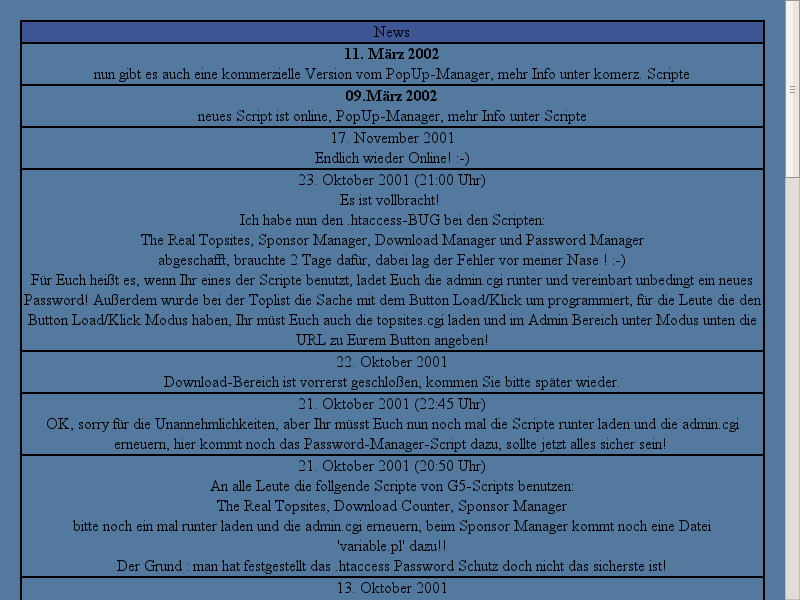 News
11. März 2002
nun gibt es auch eine kommerzielle Version vom PopUp-Manager, mehr Info unter komerz. Scripte
09.März 2002
neues Script ist online, PopUp-Manager, mehr Info unter Scripte
17. November 2001
Endlich wieder Online! :-)
23. Oktober 2001 (21:00 Uhr)
Es ist vollbracht!
Ich habe nun den .htaccess-BUG bei den Scripten:
The Real Topsites, Sponsor Manager, Download Manager und Password Manager
abgeschafft, brauchte 2 Tage dafür, dabei lag der Fehler vor meiner Nase ! :-)
Für Euch heißt es, wenn Ihr eines der Scripte benutzt, ladet Euch die admin.cgi runter und vereinbart unbedingt ein neues
Password! Außerdem wurde bei der Toplist die Sache mit dem Button Load/Klick um programmiert, für die Leute die den
Button Load/Klick Modus haben, Ihr müst Euch auch die topsites.cgi laden und im Admin Bereich unter Modus unten die
URL zu Eurem Button angeben!
22. Oktober 2001
Download-Bereich ist vorrerst geschloßen, kommen Sie bitte später wieder.
21. Oktober 2001 (22:45 Uhr)
OK, sorry für die Unannehmlichkeiten, aber Ihr müsst Euch nun noch mal die Scripte runter laden und die admin.cgi
erneuern, hier kommt noch das Password-Manager-Script dazu, sollte jetzt alles sicher sein!
21. Oktober 2001 (20:50 Uhr)
An alle Leute die follgende Scripte von G5-Scripts benutzen:
The Real Topsites, Download Counter, Sponsor Manager
bitte noch ein mal runter laden und die admin.cgi erneuern, beim Sponsor Manager kommt noch eine Datei
'variable.pl' dazu!!
Der Grund : man hat festgestellt das .htaccess Password Schutz doch nicht das sicherste ist!
13. Oktober 2001